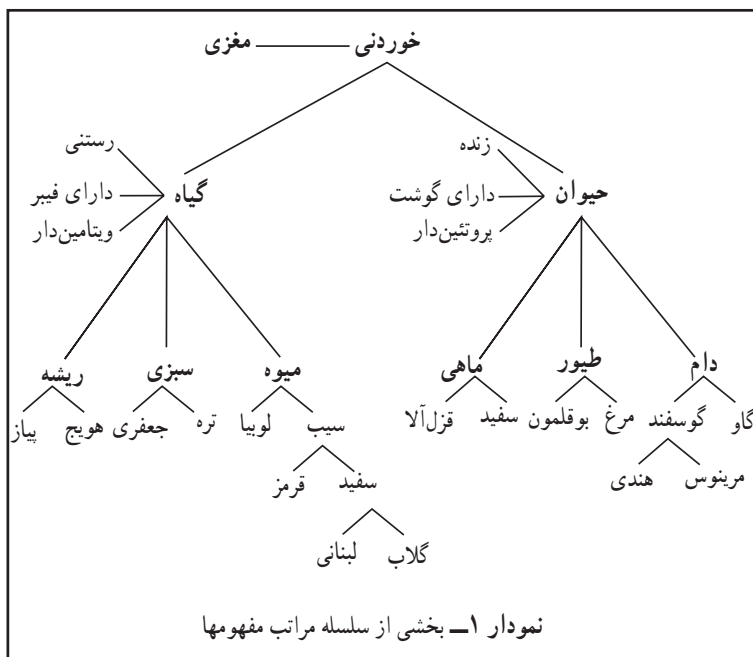 خوردنی مغزی
زنده رستنی
حیوان دارای گوشت گیاه دارای فیبر
پروتئین‌دار ویتامین‌دار
دام طیور ماهی میوه سبزی ریشه
گاو گوسفند مرغ بوقلمون سفید قزل‌آلا سیب لوبیا تره جعفری هویج پیاز
مرینوس هندی سفید قرمز
گلاب لبنانی
نمودار ۱ــ بخشی از سلسله مراتب مفهومها